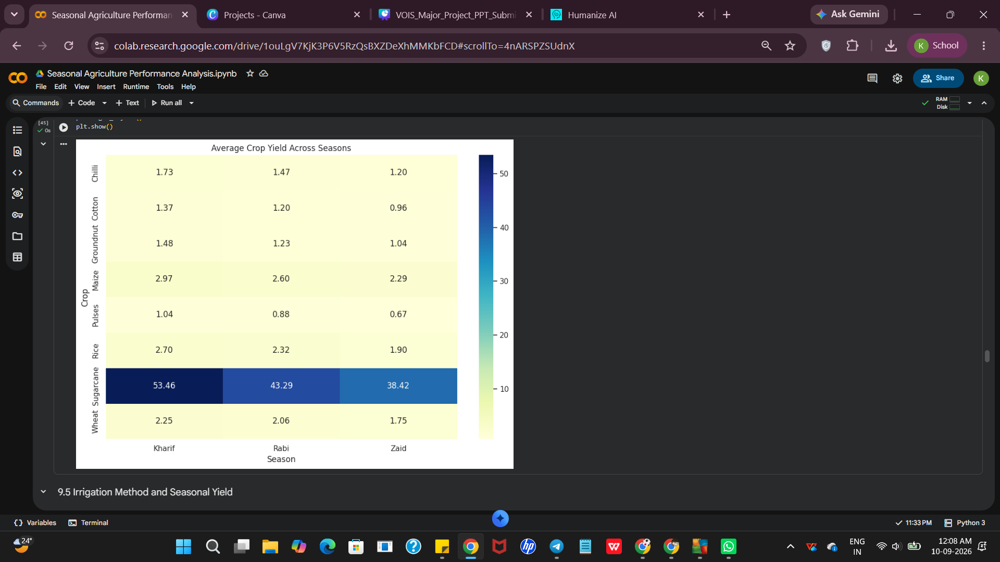 Seasonal Agriculture Performan
Projects - Canva
VOIS_Major_Project_PPT_Submi
Humanize AI
Ask Gemini
colab.research.google.com/drive/1ouLgV7KjK3P6V5RzQsBXZDeXhMMKbFCD#scrollTo=4nARSPZSUdnX
K School
CO Seasonal Agriculture Performance Analysis.ipynb
File Edit View Insert Runtime Tools Help
Share
K
Commands + Code + Text Run all
RAM
Disk
[45]
0s
plt.show()
Average Crop Yield Across Seasons
Chilli 1.73 1.47 1.20
Cotton 1.37 1.20 0.96
Groundnut 1.48 1.23 1.04
Maize 2.97 2.60 2.29
Pulses 1.04 0.88 0.67
Rice 2.70 2.32 1.90
Sugarcane 53.46 43.29 38.42
Wheat 2.25 2.06 1.75
Crop
Kharif Rabi Zaid
Season
50
40
30
20
10
9.5 Irrigation Method and Seasonal Yield
{} Variables Terminal
11:33 PM Python 3
24°
ENG
IN
12:08 AM
10-09-2026